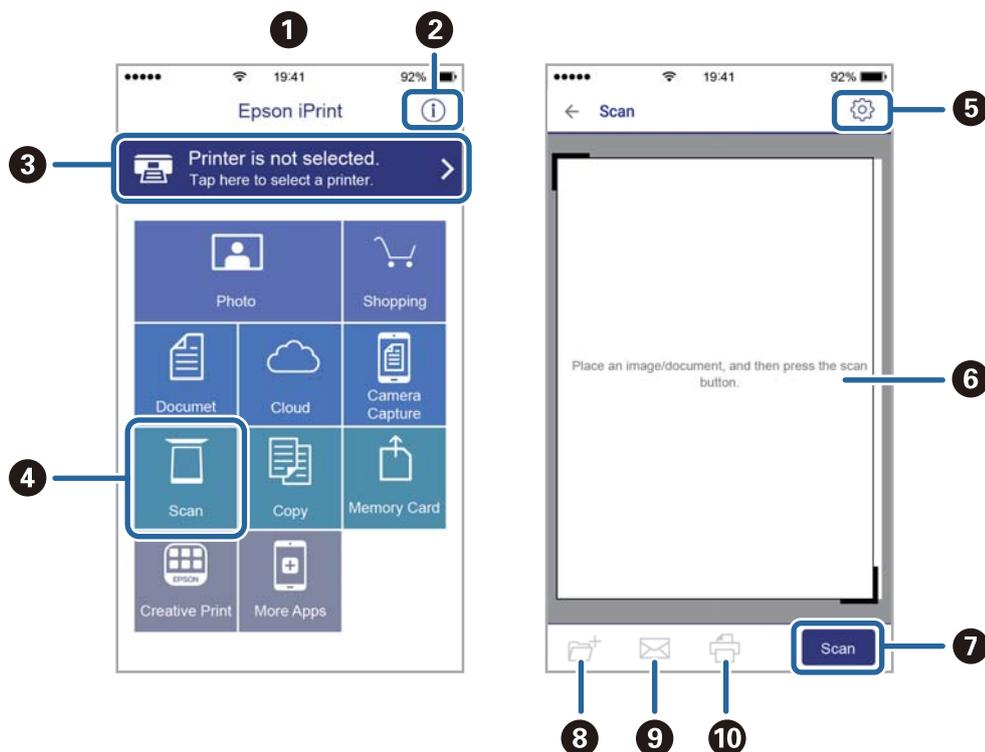 1
2
19:41
92%
Epson iPrint
3
Printer is not selected.
Tap here to select a printer.
Photo
Shopping
Documet
Cloud
Camera
Capture
4
Scan
Copy
Memory Card
EPSON
Creative Print
More Apps
19:41
92%
Scan
5
Place an image/document, and then press the scan
button.
6
Scan
7
8
9
10